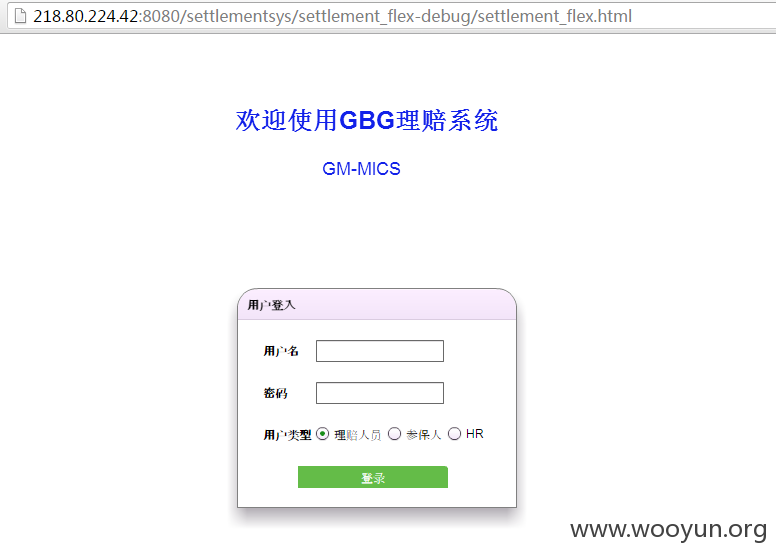 218.80.224.42:8080/settlementsys/settlement_flex-debug/settlement_flex.html
欢迎使用GBG理赔系统
GM-MICS
用户登入
用户名
密码
用户类型 理赔人员 参保人 HR
登录
www.wooyun.org